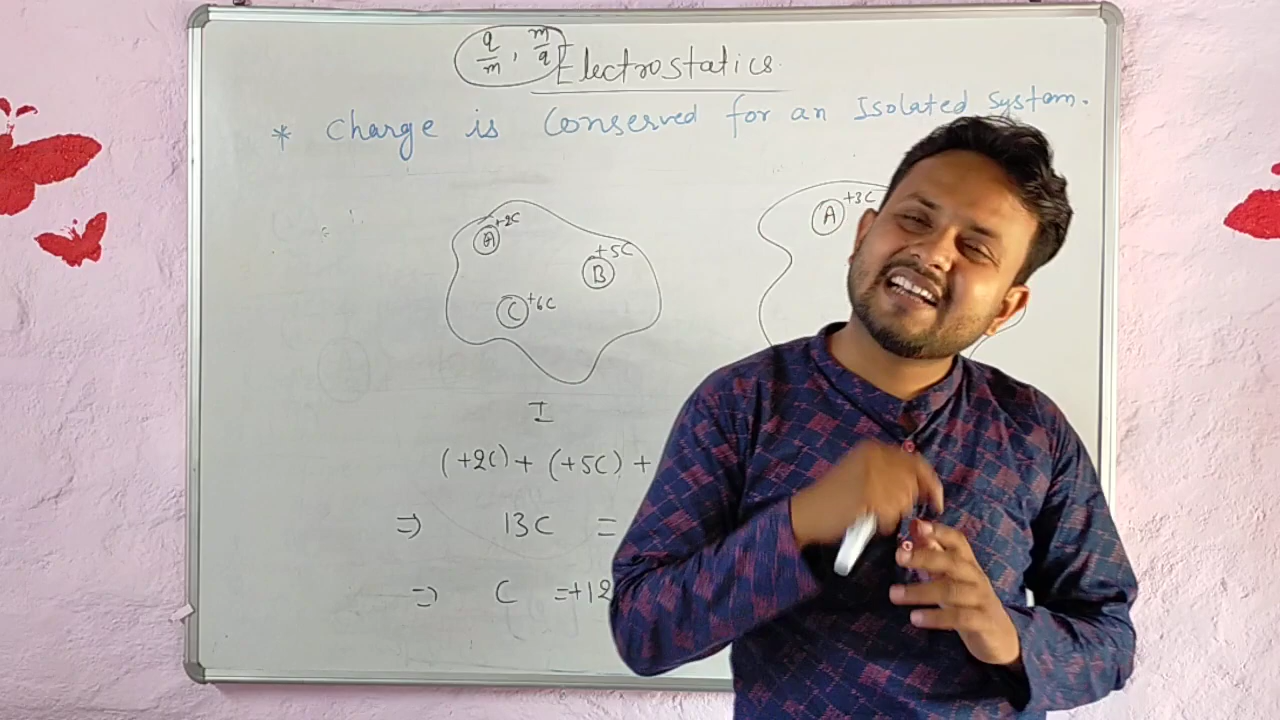 q/m , m/q Electrostatics
* Charge is Conserved for an Isolated system.
A +2C
+5C
B
C +6C
A +3C
I
(+2C) + (+5C) +
⇒ 13C =
⇒ C = +12